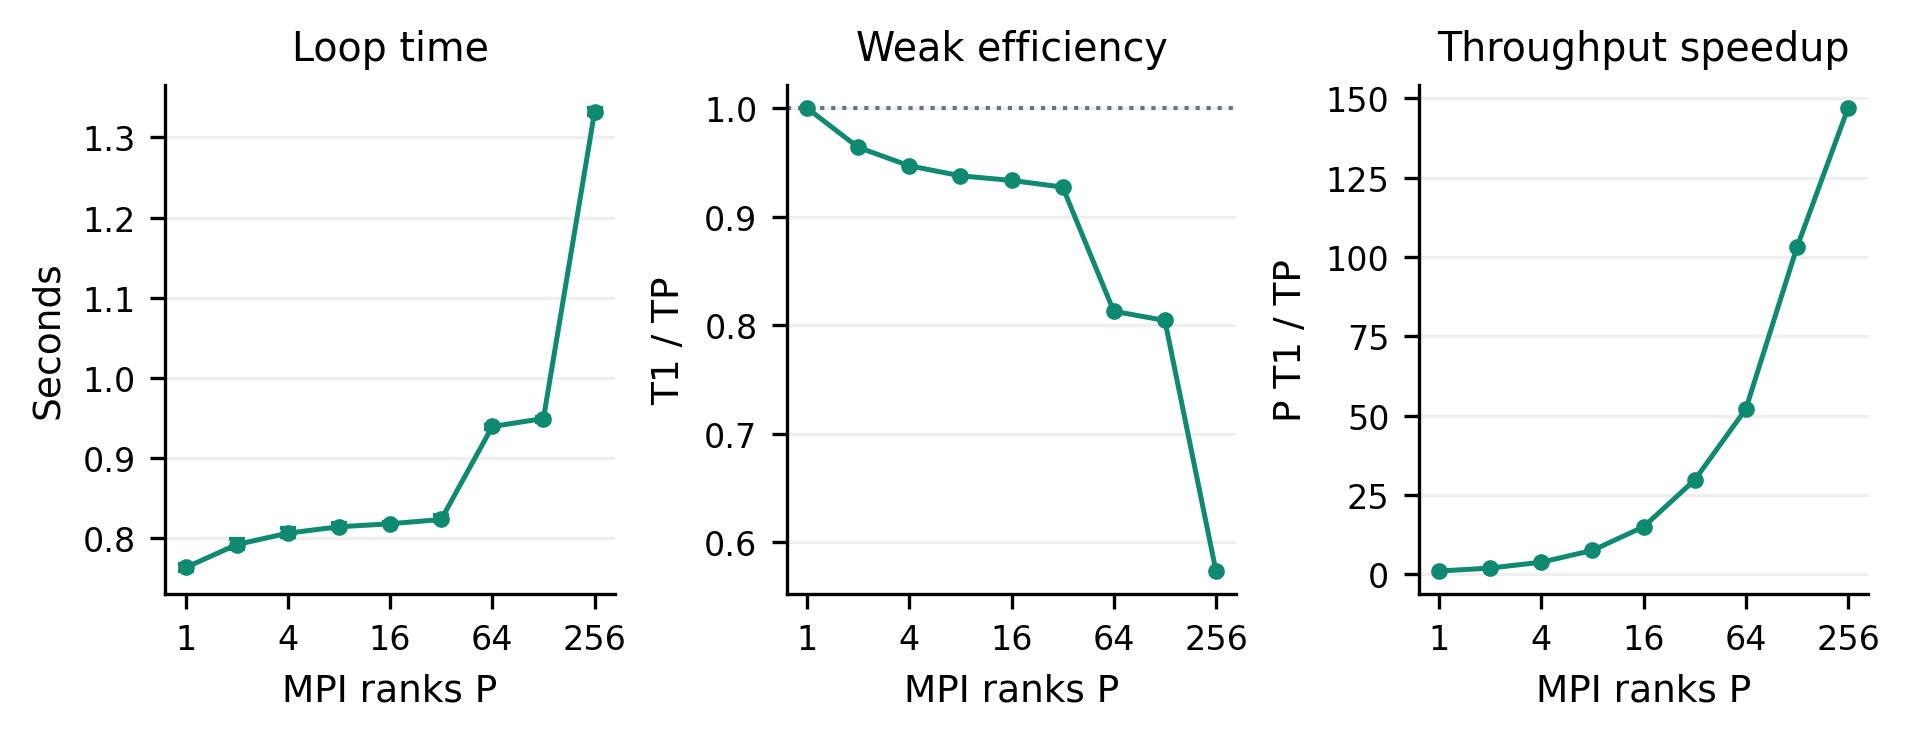 Loop time
Seconds
1.3
1.2
1.1
1.0
0.9
0.8
1 4 16 64 256
MPI ranks P
Weak efficiency
T1 / TP
1.0
0.9
0.8
0.7
0.6
1 4 16 64 256
MPI ranks P
Throughput speedup
P T1 / TP
150
125
100
75
50
25
0
1 4 16 64 256
MPI ranks P